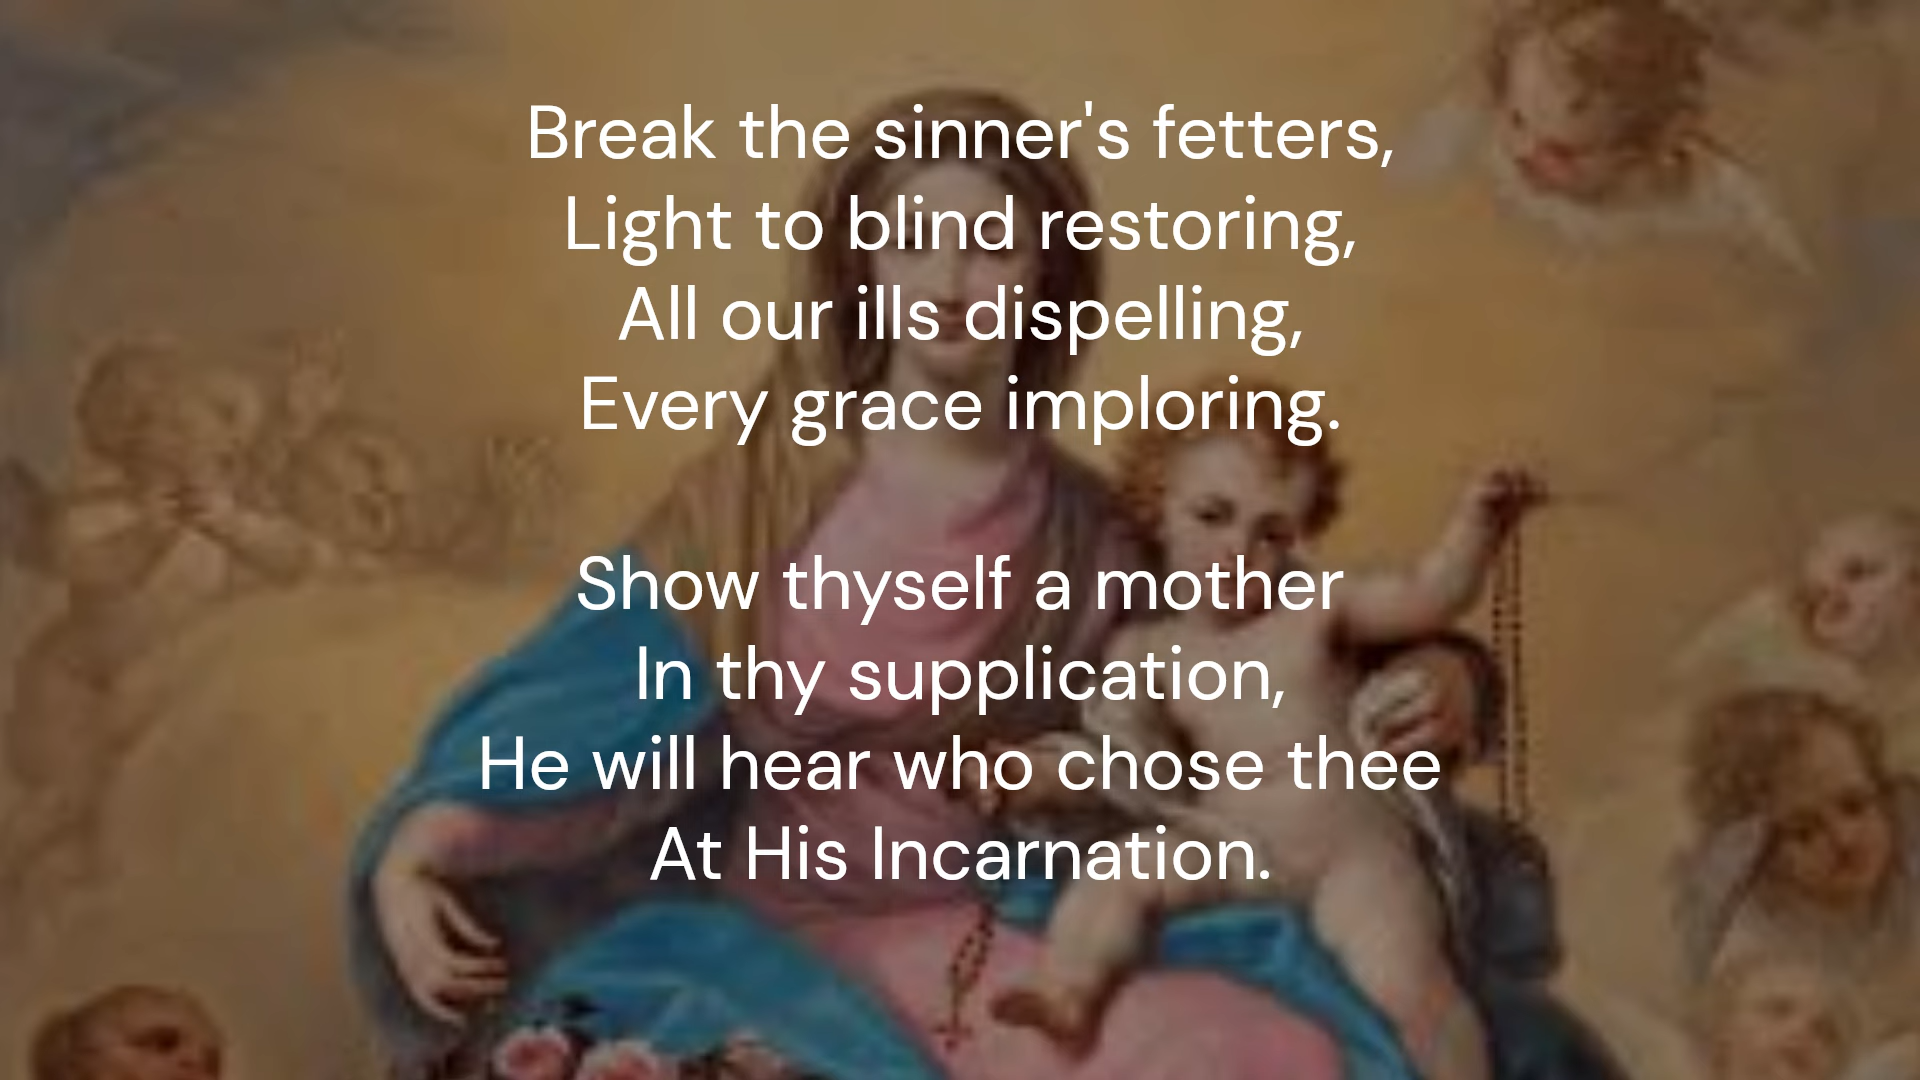 Break the sinner's fetters,
Light to blind restoring,
All our ills dispelling,
Every grace imploring.
Show thyself a mother
In thy supplication,
He will hear who chose thee
At His Incarnation.